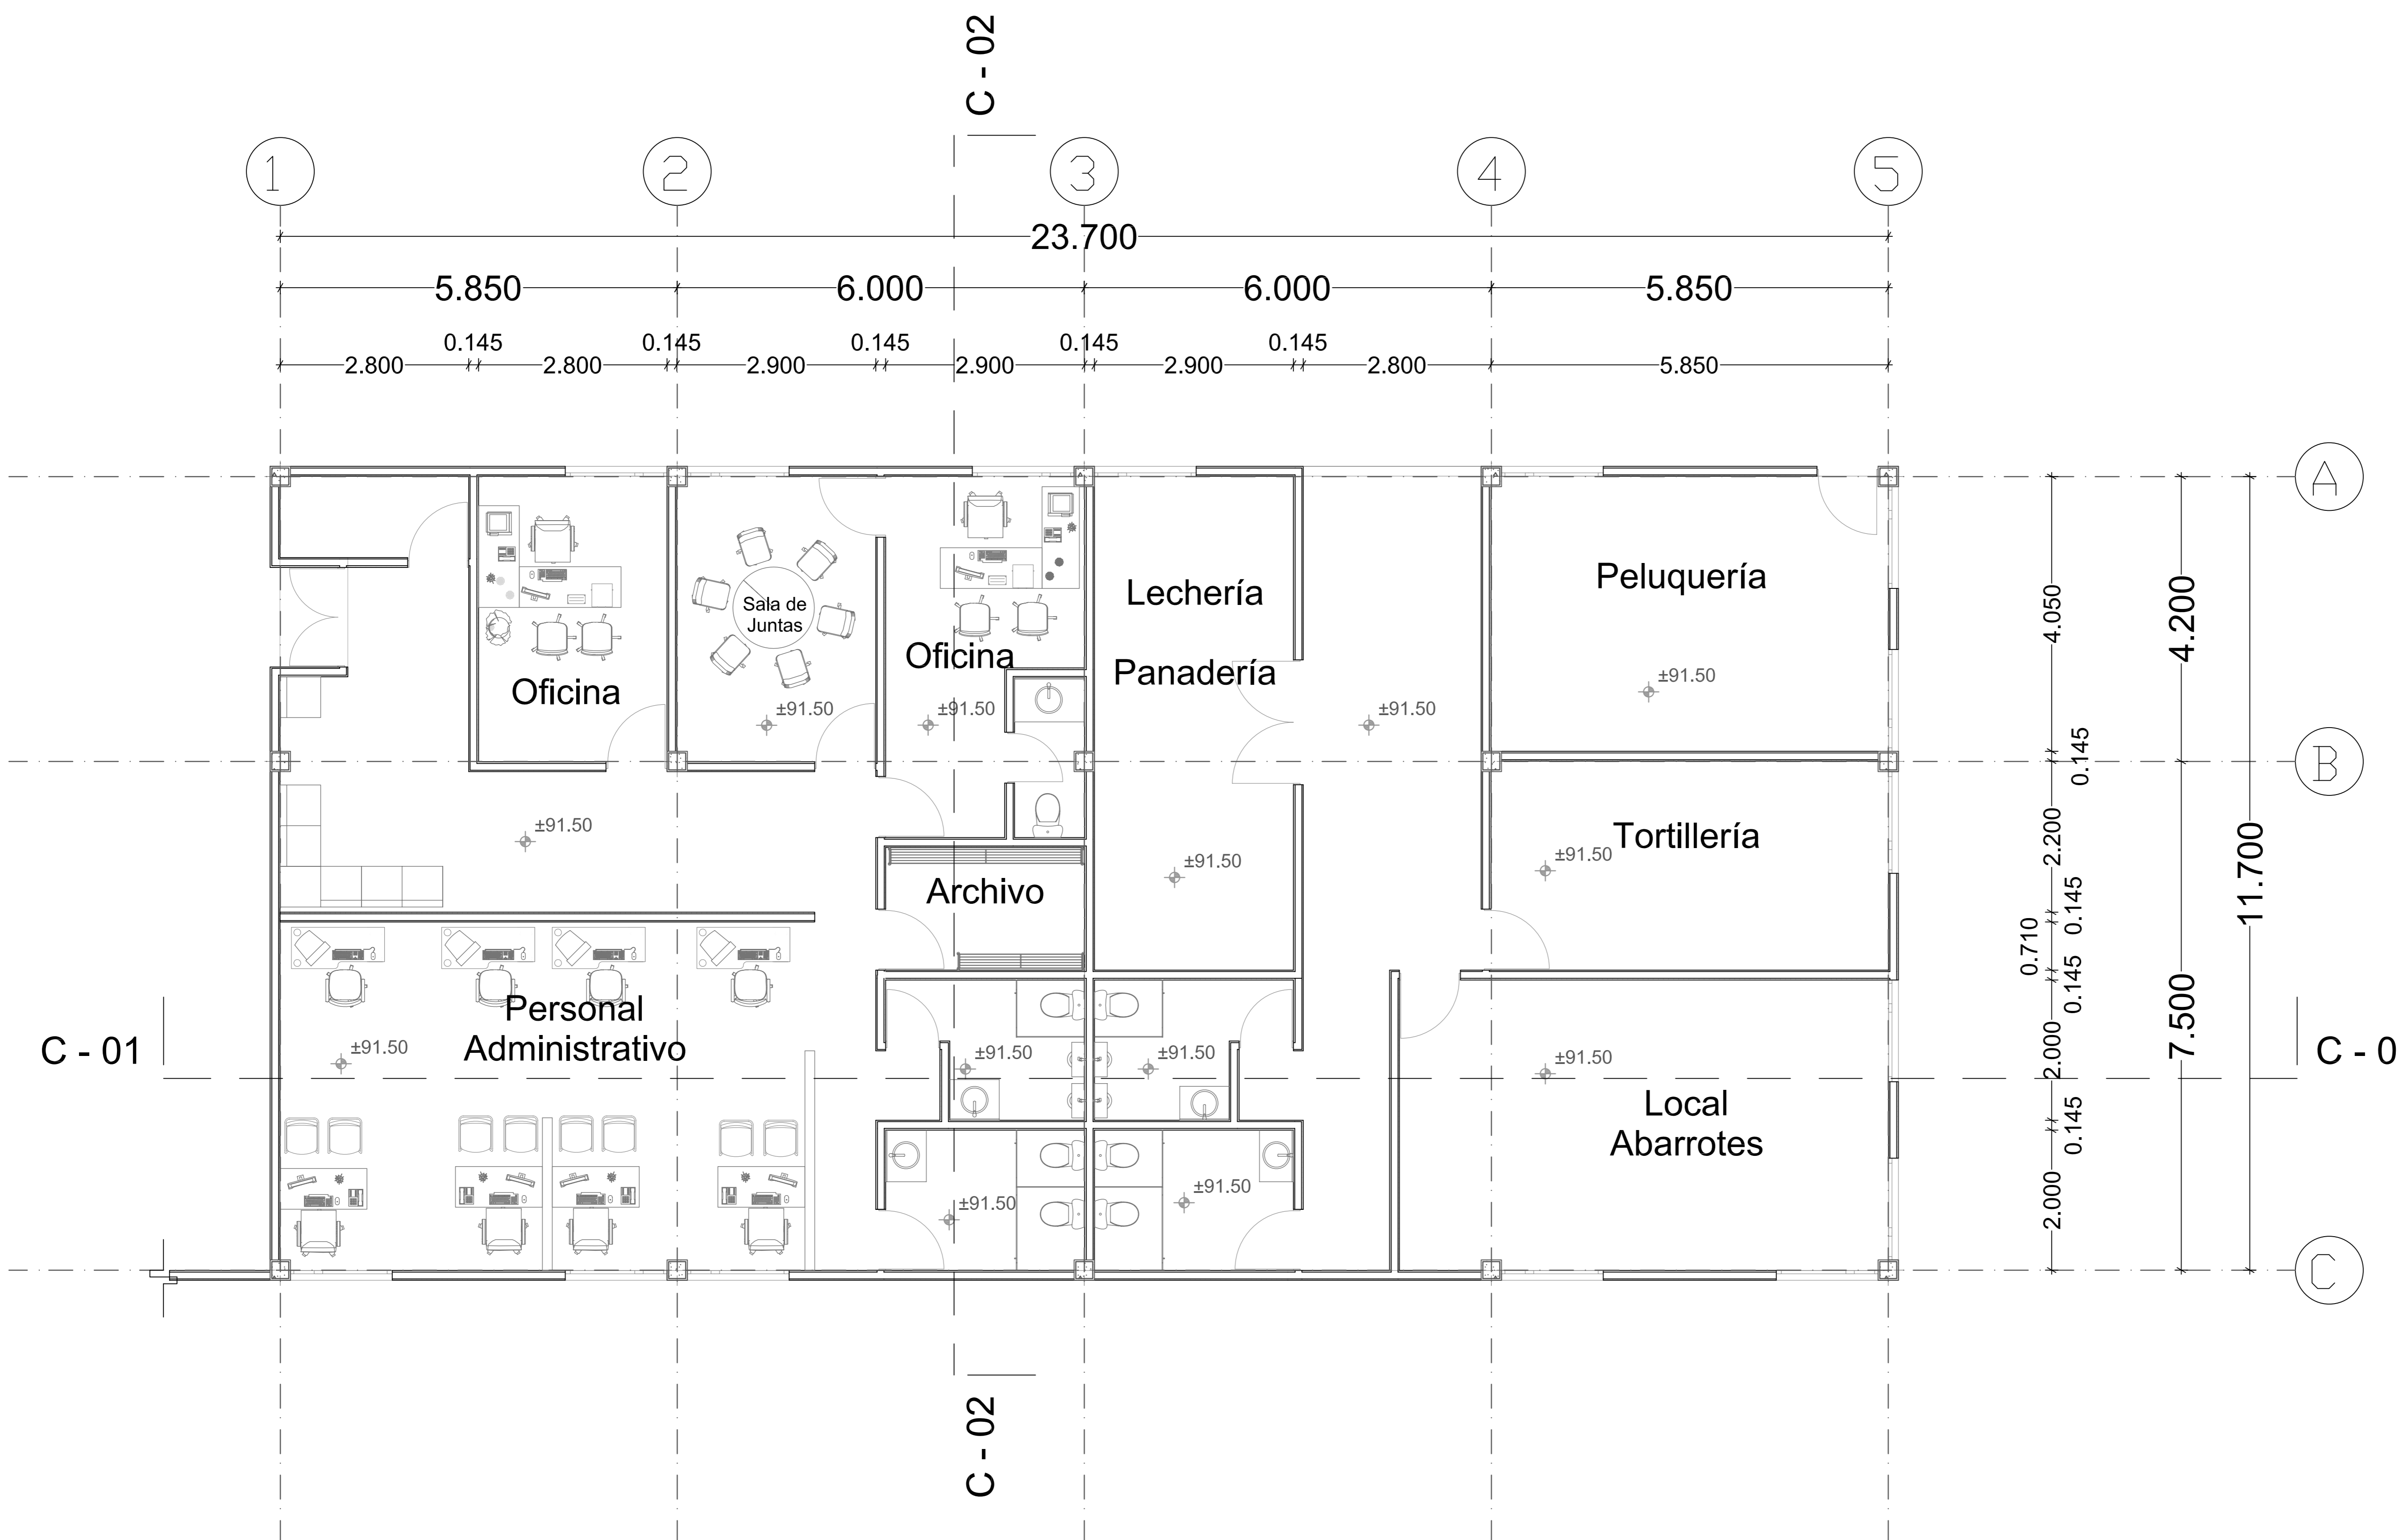 C - 02
1 2 3 4 5
23.700
5.850 6.000 6.000 5.850
0.145 0.145 0.145 0.145 0.145
2.800 2.800 2.900 2.900 2.900 2.800 5.850
A
Lechería
Peluquería
4.050
4.200
Sala de
Juntas
Oficina
Panadería
Oficina
±91.50
±91.50
±91.50
±91.50
±91.50
0.145
B
±91.50
Tortillería
2.200
±91.50
±91.50
11.700
Archivo
0.145
0.710
0.145
Personal
Administrativo
7.500
C - 01
±91.50
±91.50
±91.50
±91.50
2.000
C - 0
Local
Abarrotes
0.145
±91.50
±91.50
2.000
C
C - 02